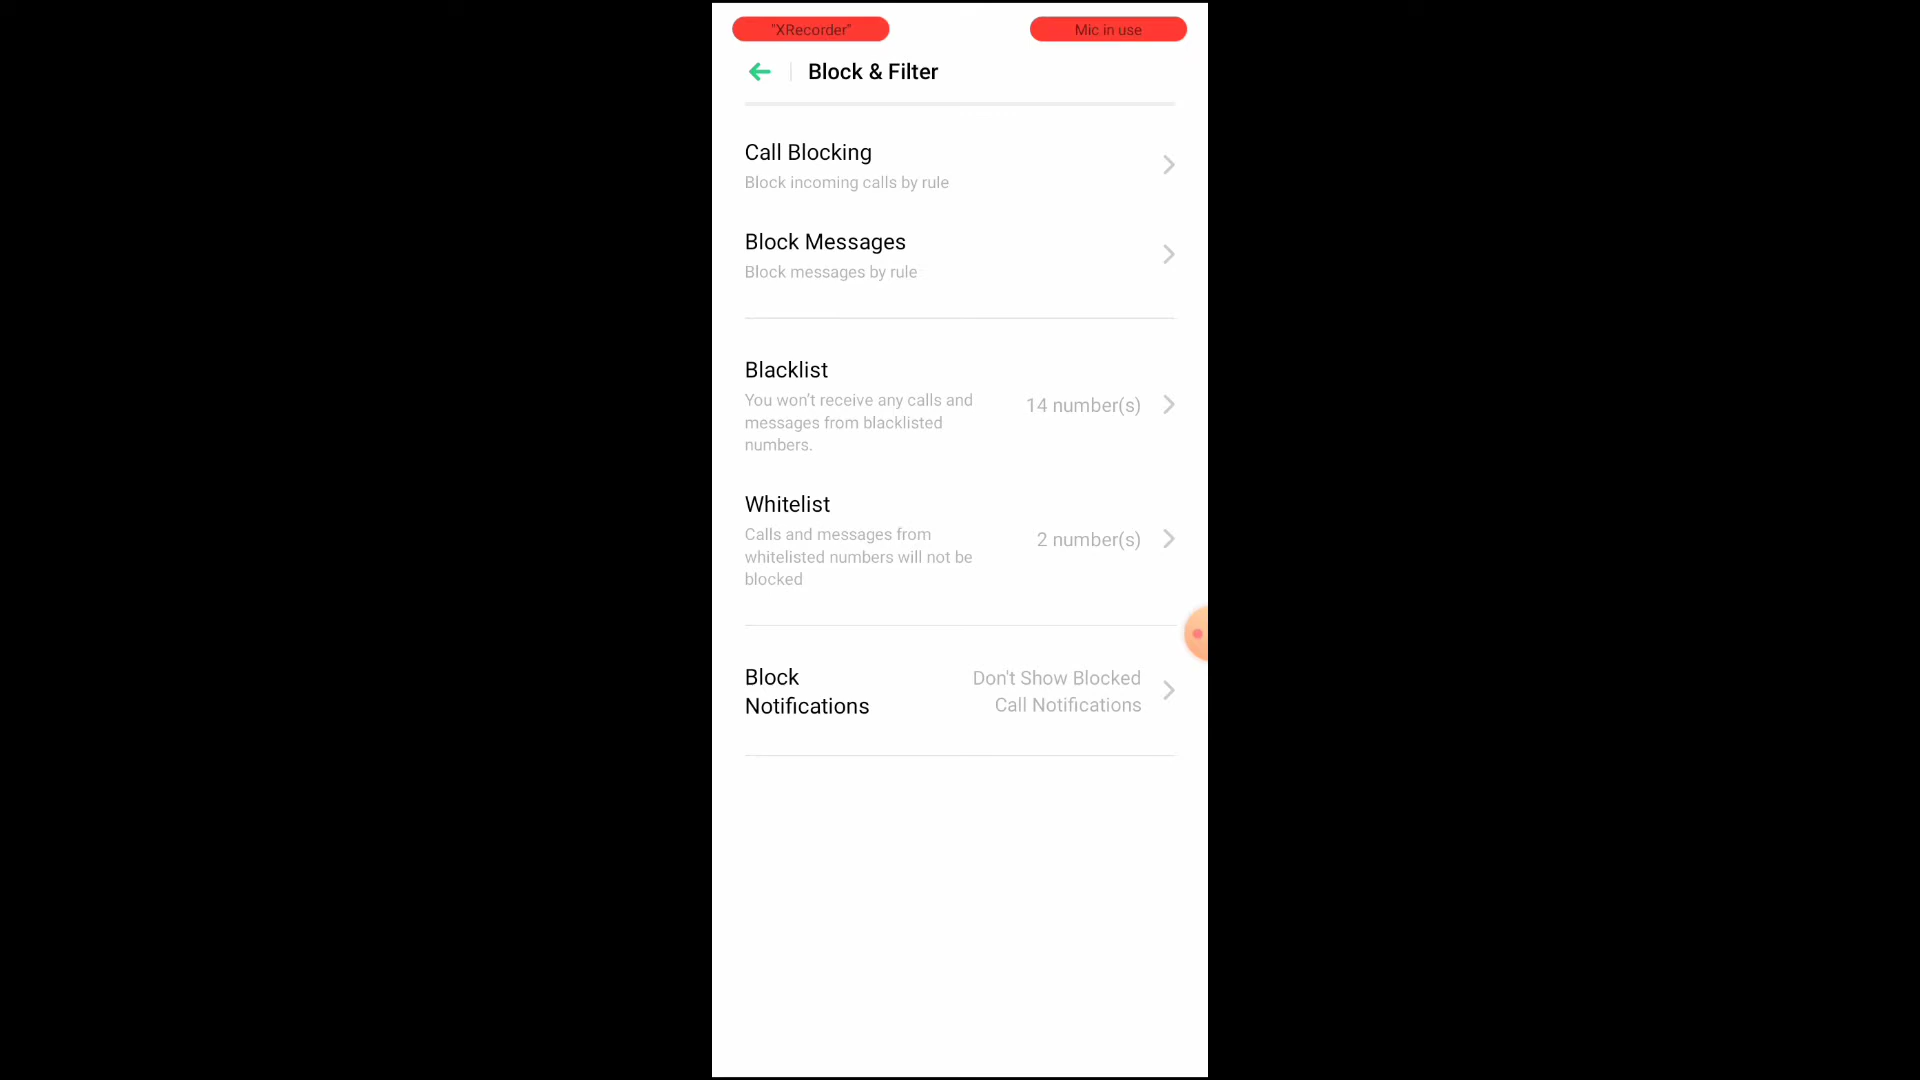 "XRecorder"
Mic in use
Block & Filter
Call Blocking
Block incoming calls by rule
Block Messages
Block messages by rule
Blacklist
You won't receive any calls and
messages from blacklisted
numbers.
14 number(s)
Whitelist
Calls and messages from
whitelisted numbers will not be
blocked
2 number(s)
Block
Notifications
Don't Show Blocked
Call Notifications